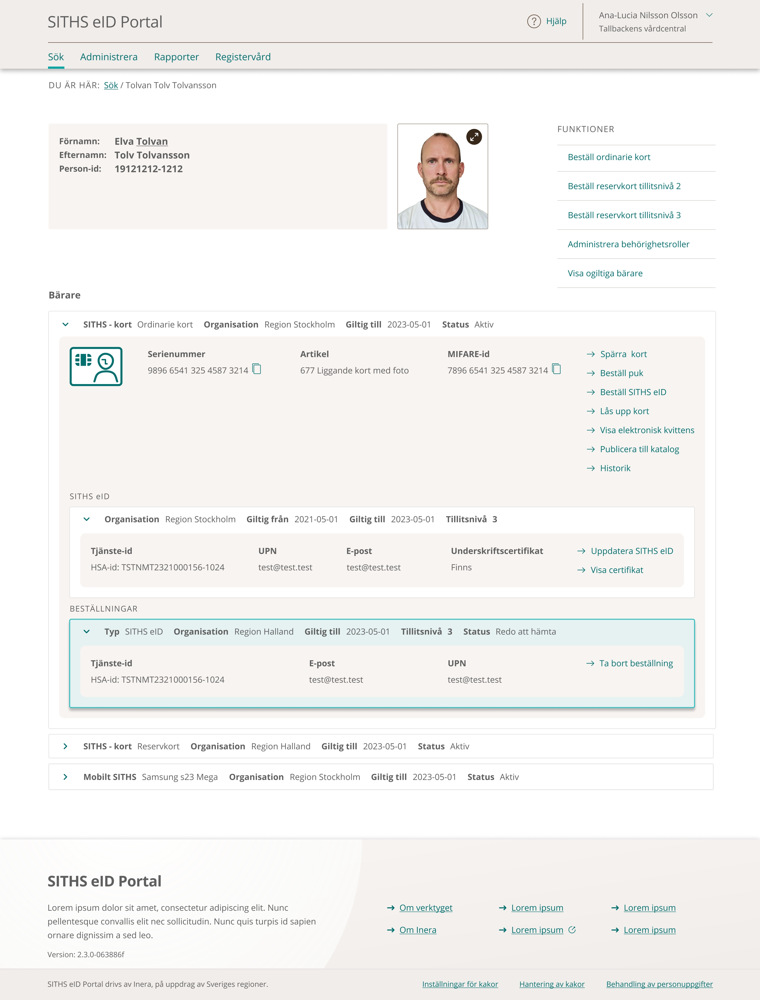 SITHS eID Portal
Hjälp
Ana-Lucia Nilsson Olsson
Tallbackens vårdcentral
Sök Administrera Rapporter Registervård
DU ÄR HÄR: Sök / Tolvan Tolv Tolvansson
Förnamn: Elva Tolvan
Efternamn: Tolv Tolvansson
Person-id: 19121212-1212
FUNKTIONER
Beställ ordinarie kort
Beställ reservkort tillitsnivå 2
Beställ reservkort tillitsnivå 3
Administrera behörighetsroller
Visa ogiltiga bärare
Bärare
SITHS - kort Ordinarie kort Organisation Region Stockholm Giltig till 2023-05-01 Status Aktiv
Serienummer Artikel MIFARE-id
9896 6541 325 4587 3214 677 Liggande kort med foto 7896 6541 325 4587 3214
Spärra kort
Beställ puk
Beställ SITHS eID
Lås upp kort
Visa elektronisk kvittens
Publicera till katalog
Historik
SITHS eID
Organisation Region Stockholm Giltig från 2021-05-01 Giltig till 2023-05-01 Tillitsnivå 3
Tjänste-id UPN E-post Underskriftscertifikat
HSA-id: TSTNMT2321000156-1024 test@test.test test@test.test Finns
Uppdatera SITHS eID
Visa certifikat
BESTÄLLNINGAR
Typ SITHS eID Organisation Region Halland Giltig till 2023-05-01 Tillitsnivå 3 Status Redo att hämta
Tjänste-id E-post UPN
HSA-id: TSTNMT2321000156-1024 test@test.test test@test.test
Ta bort beställning
SITHS - kort Reservkort Organisation Region Halland Giltig till 2023-05-01 Status Aktiv
Mobilt SITHS Samsung s23 Mega Organisation Region Stockholm Giltig till 2023-05-01 Status Aktiv
SITHS eID Portal
Lorem ipsum dolor sit amet, consectetur adipiscing elit. Nunc
pellentesque convallis elit nec sollicitudin. Nunc quis turpis id sapien
ornare dignissim a sed leo.
Version: 2.3.0-063886f
Om verktyget Lorem ipsum Lorem ipsum
Om Inera Lorem ipsum Lorem ipsum
SITHS eID Portal drivs av Inera, på uppdrag av Sveriges regioner.
Inställningar för kakor Hantering av kakor Behandling av personuppgifter